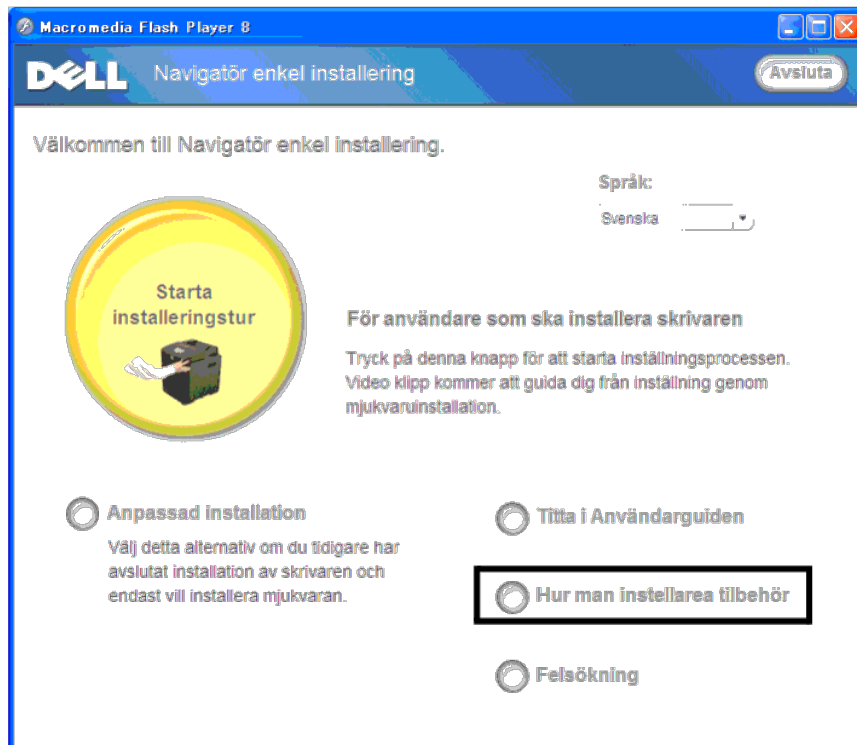 Macromedia Flash Player 8
DELL
Navigatör enkel installering
Avsluta
Välkommen till Navigatör enkel installering.
Språk:
Svenska
Starta
installeringstur
För användare som ska installera skrivaren
Tryck på denna knapp för att starta inställningsprocessen.
Video klipp kommer att guida dig från inställning genom
mjukvaruinstallation.
Anpassad installation
Välj detta alternativ om du tidigare har
avslutat installation av skrivaren och
endast vill installera mjukvaran.
Titta i Användarguiden
Hur man instellarea tilbehör
Felsökning